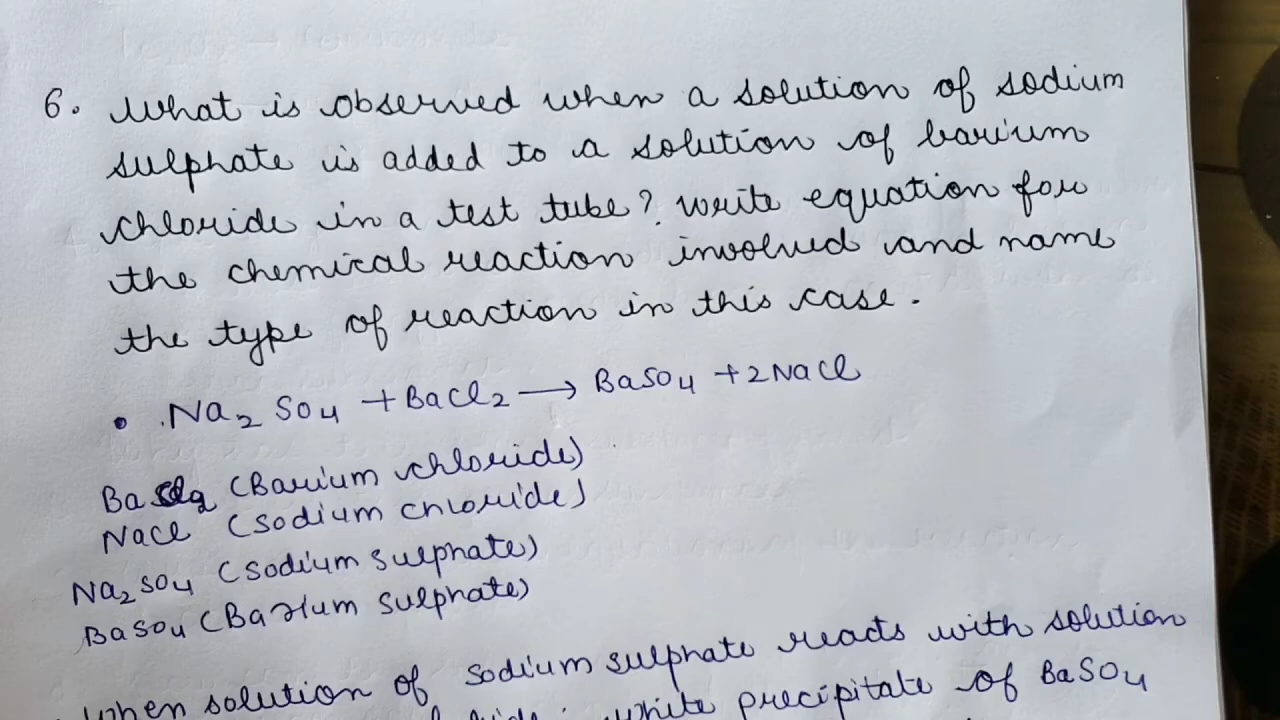 6. What is observed when a solution of sodium
sulphate is added to a solution of barium
chloride in a test tube? Write equation for
the chemical reaction involved and name
the type of reaction in this case.
• Na2 SO4 + BaCl2 → BaSO4 + 2NaCl
BaCl2 (Barium chloride)
NaCl (Sodium chloride)
Na2SO4 (Sodium sulphate)
BaSO4 (Barium sulphate)
When solution of sodium sulphate reacts with solution
white precipitate of BaSO4